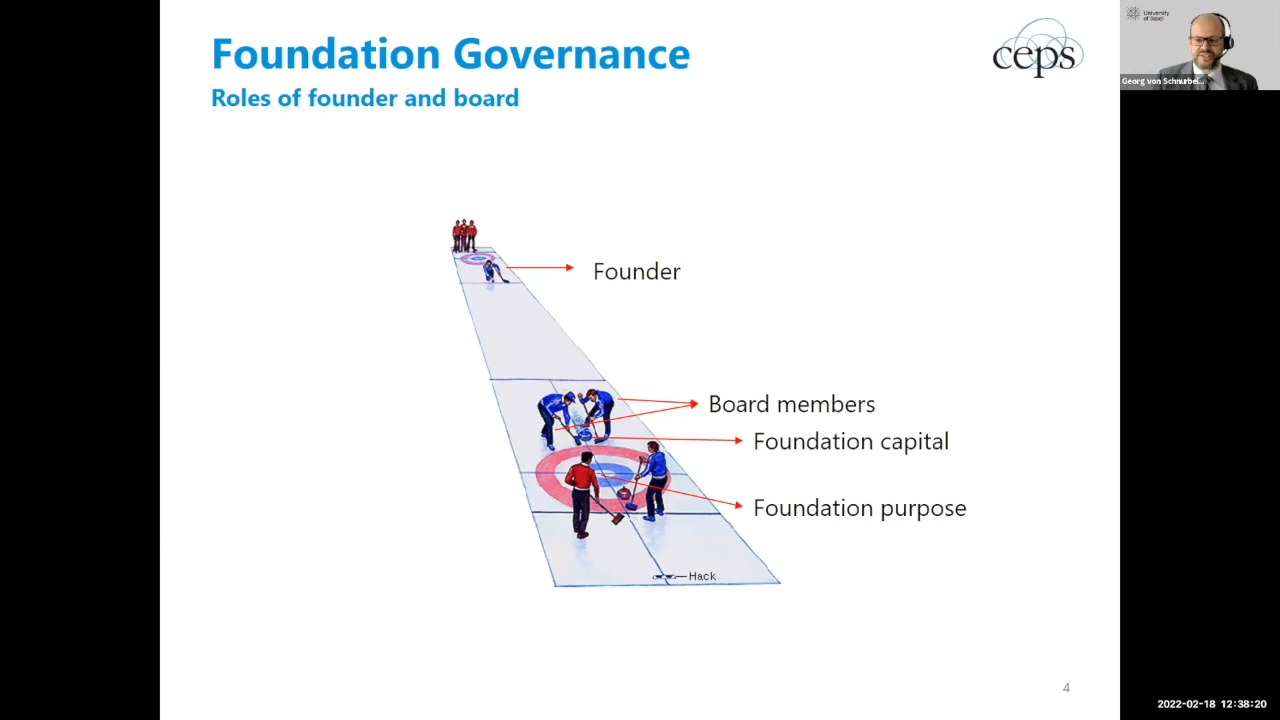 Foundation Governance
Roles of founder and board
ceps
University
of Basel
Georg von Schnurbei...
Founder
Board members
Foundation capital
Foundation purpose
Hack
4
2022-02-18 12:38:20